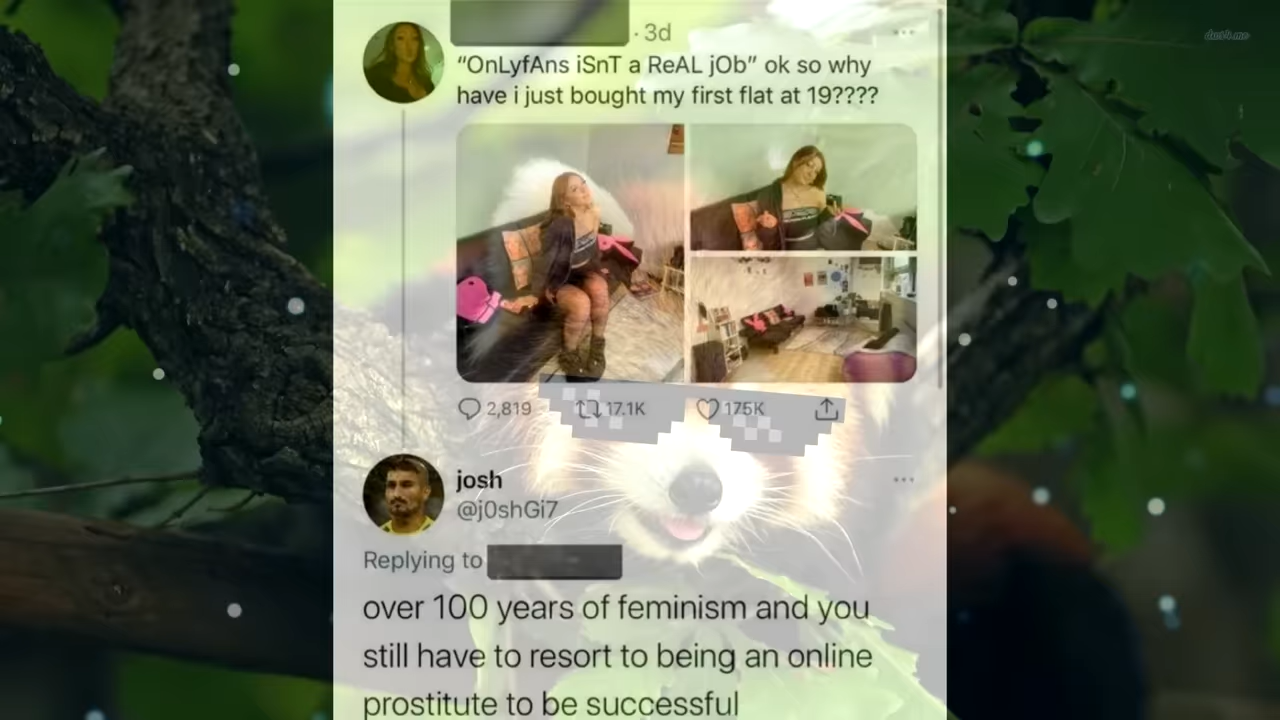 · 3d
“OnLyfAns iSnT a ReAL jOb” ok so why
have i just bought my first flat at 19????
2,819 17.1K 175K
josh
@j0shGi7
Replying to
over 100 years of feminism and you
still have to resort to being an online
prostitute to be successful